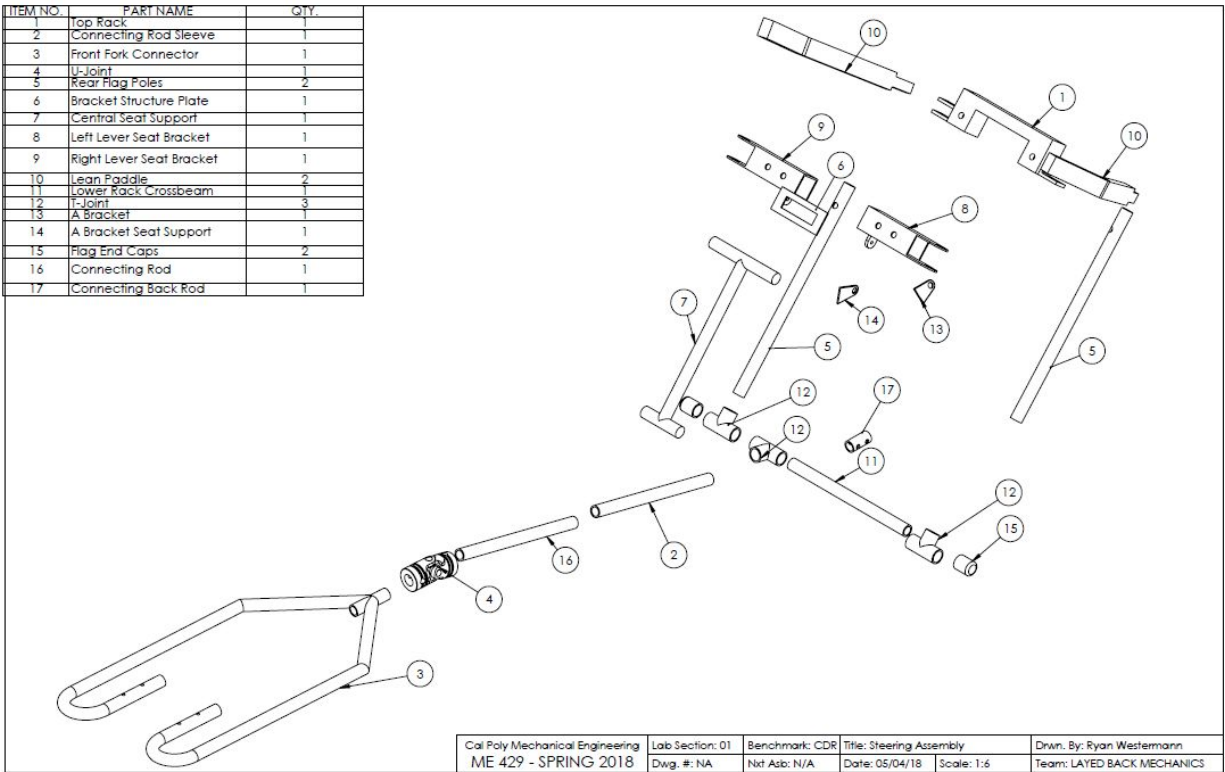 ITEM NO. PART NAME QTY.
1 Top Rack 1
2 Connecting Rod Sleeve 1
3 Front Fork Connector 1
4 U-Joint 1
5 Rear Flag Poles 2
6 Bracket Structure Plate 1
7 Central Seat Support 1
8 Left Lever Seat Bracket 1
9 Right Lever Seat Bracket 1
10 Lean Paddle 2
11 Lower Rack Crossbeam 1
12 T-Joint 3
13 A Bracket 1
14 A Bracket Seat Support 1
15 Flag End Caps 2
16 Connecting Rod 1
17 Connecting Back Rod 1
10
1
10
9
6
8
7
14
13
5
5
12
17
12
11
12
15
2
16
4
3
Cal Poly Mechanical Engineering Lab Section: 01 Benchmark: CDR Title: Steering Assembly Drwn. By: Ryan Westermann
ME 429 - SPRING 2018 Dwg. #: NA Nxt Asb: N/A Date: 05/04/18 Scale: 1:6 Team: LAYED BACK MECHANICS